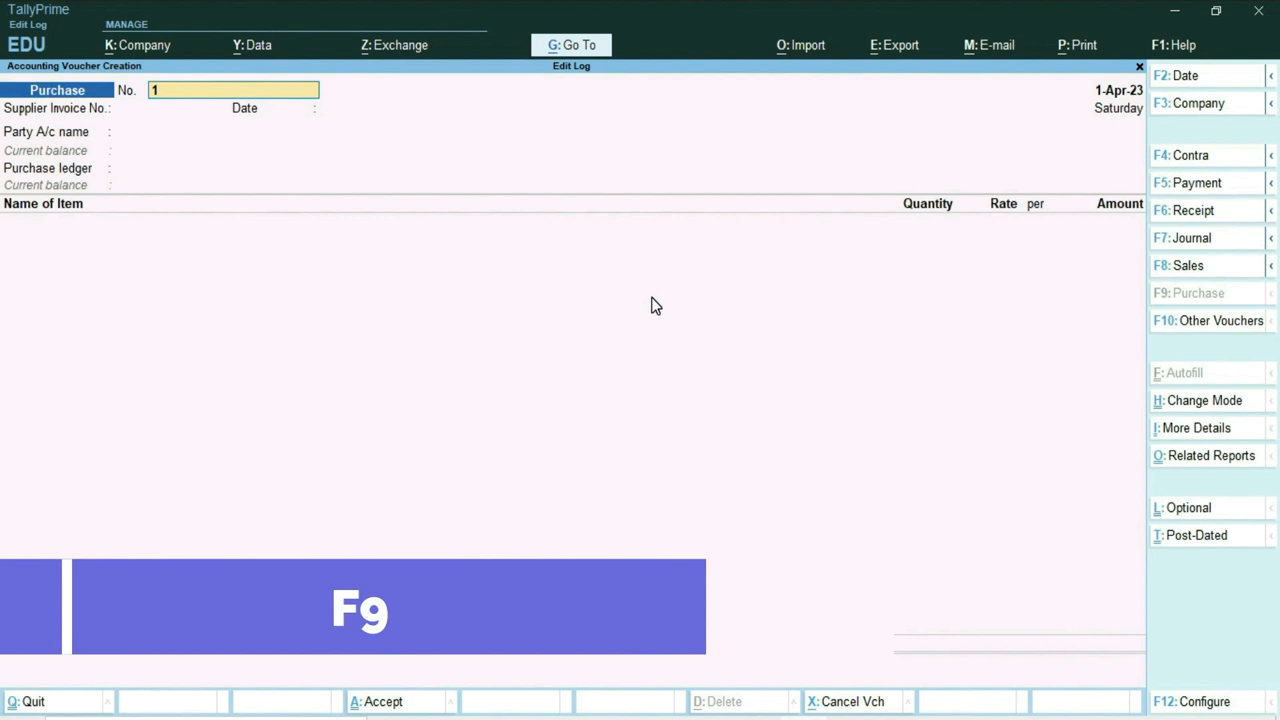 TallyPrime
Edit Log
MANAGE
EDU
K:Company
Y:Data
Z:Exchange
G:Go To
O:Import
E:Export
M:E-mail
P:Print
F1:Help
Accounting Voucher Creation
Edit Log
Purchase No. 1
1-Apr-23
Supplier Invoice No.:
Date :
Saturday
Party A/c name :
Current balance :
Purchase ledger :
Current balance :
Name of Item
Quantity
Rate per
Amount
F2:Date
F3:Company
F4:Contra
F5:Payment
F6:Receipt
F7:Journal
F8:Sales
F9:Purchase
F10:Other Vouchers
F:Autofill
H:Change Mode
I:More Details
O:Related Reports
L:Optional
T:Post-Dated
F9
Q:Quit
A:Accept
D:Delete
X:Cancel Vch
F12:Configure